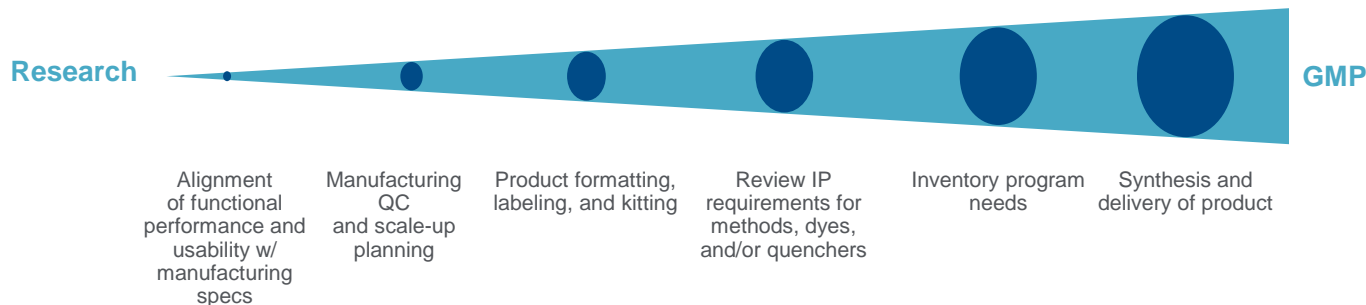 Research
GMP
Alignment
of functional
performance and
usability w/
manufacturing
specs
Manufacturing
QC
and scale-up
planning
Product formatting,
labeling, and kitting
Review IP
requirements for
methods, dyes,
and/or quenchers
Inventory program
needs
Synthesis and
delivery of product